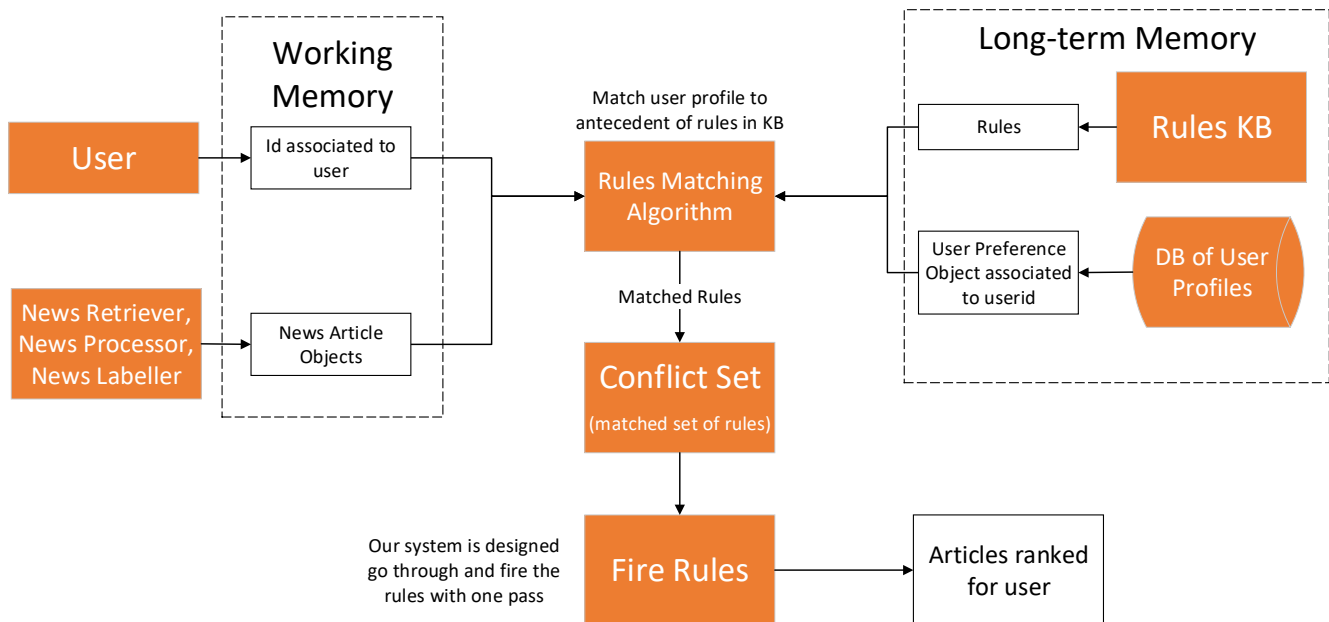 Working
Memory
User
Id associated to
user
News Retriever,
News Processor,
News Labeller
News Article
Objects
Match user profile to
antecedent of rules in KB
Rules Matching
Algorithm
Matched Rules
Conflict Set
(matched set of rules)
Our system is designed
go through and fire the
rules with one pass
Fire Rules
Articles ranked
for user
Long-term Memory
Rules
Rules KB
User Preference
Object associated
to userid
DB of User
Profiles